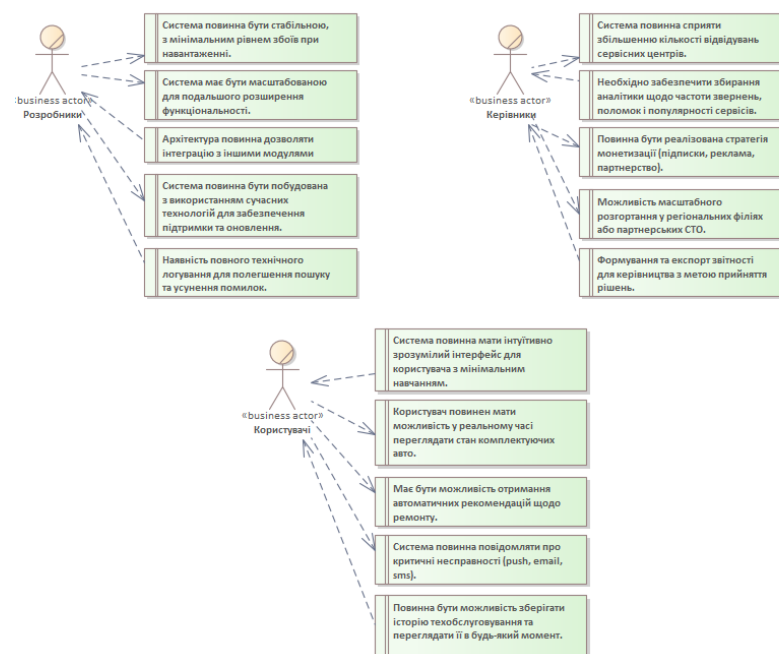 Система повинна бути стабільною,
з мінімальним рівнем збоїв при
навантаженні.
Система має бути масштабованою
для подальшого розширення
функціональності.
«business actor»
Розробники
Архітектура повинна дозволяти
інтеграцію з іншими модулями
Система повинна бути побудована
з використанням сучасних
технологій для забезпечення
підтримки та оновлення.
Наявність повного технічного
логування для полегшення пошуку
та усунення помилок.
Система повинна сприяти
збільшенню кількості відвідувань
сервісних центрів.
Необхідно забезпечити збирання
аналітики щодо частоти звернень,
поломок і популярності сервісів.
«business actor»
Керівники
Повинна бути реалізована стратегія
монетизації (підписки, реклама,
партнерство).
Можливість масштабного
розгортання у регіональних філіях
або партнерських СТО.
Формування та експорт звітності
для керівництва з метою прийняття
рішень.
Система повинна мати інтуїтивно
зрозумілий інтерфейс для
користувача з мінімальним
навчанням.
«business actor»
Користувачі
Користувач повинен мати
можливість у реальному часі
переглядати стан комплектуючих
авто.
Має бути можливість отримання
автоматичних рекомендацій щодо
ремонту.
Система повинна повідомляти про
критичні несправності (push, email,
sms).
Повинна бути можливість зберігати
історію техобслуговування та
переглядати її в будь-який момент.